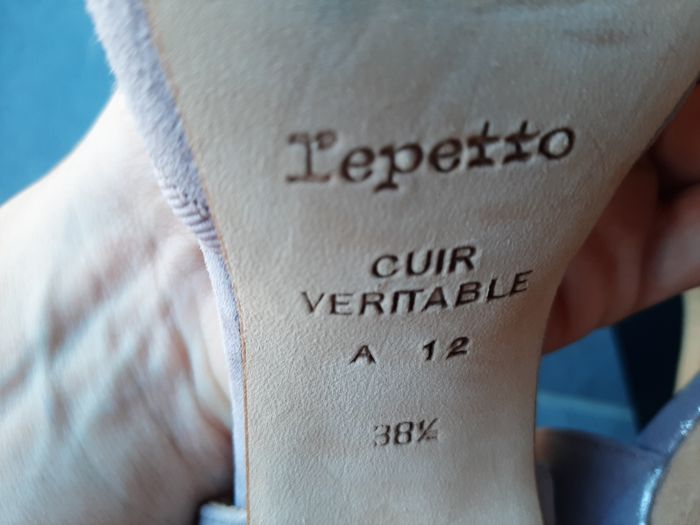 repetto
CUIR
VERITABLE
A 12
38½